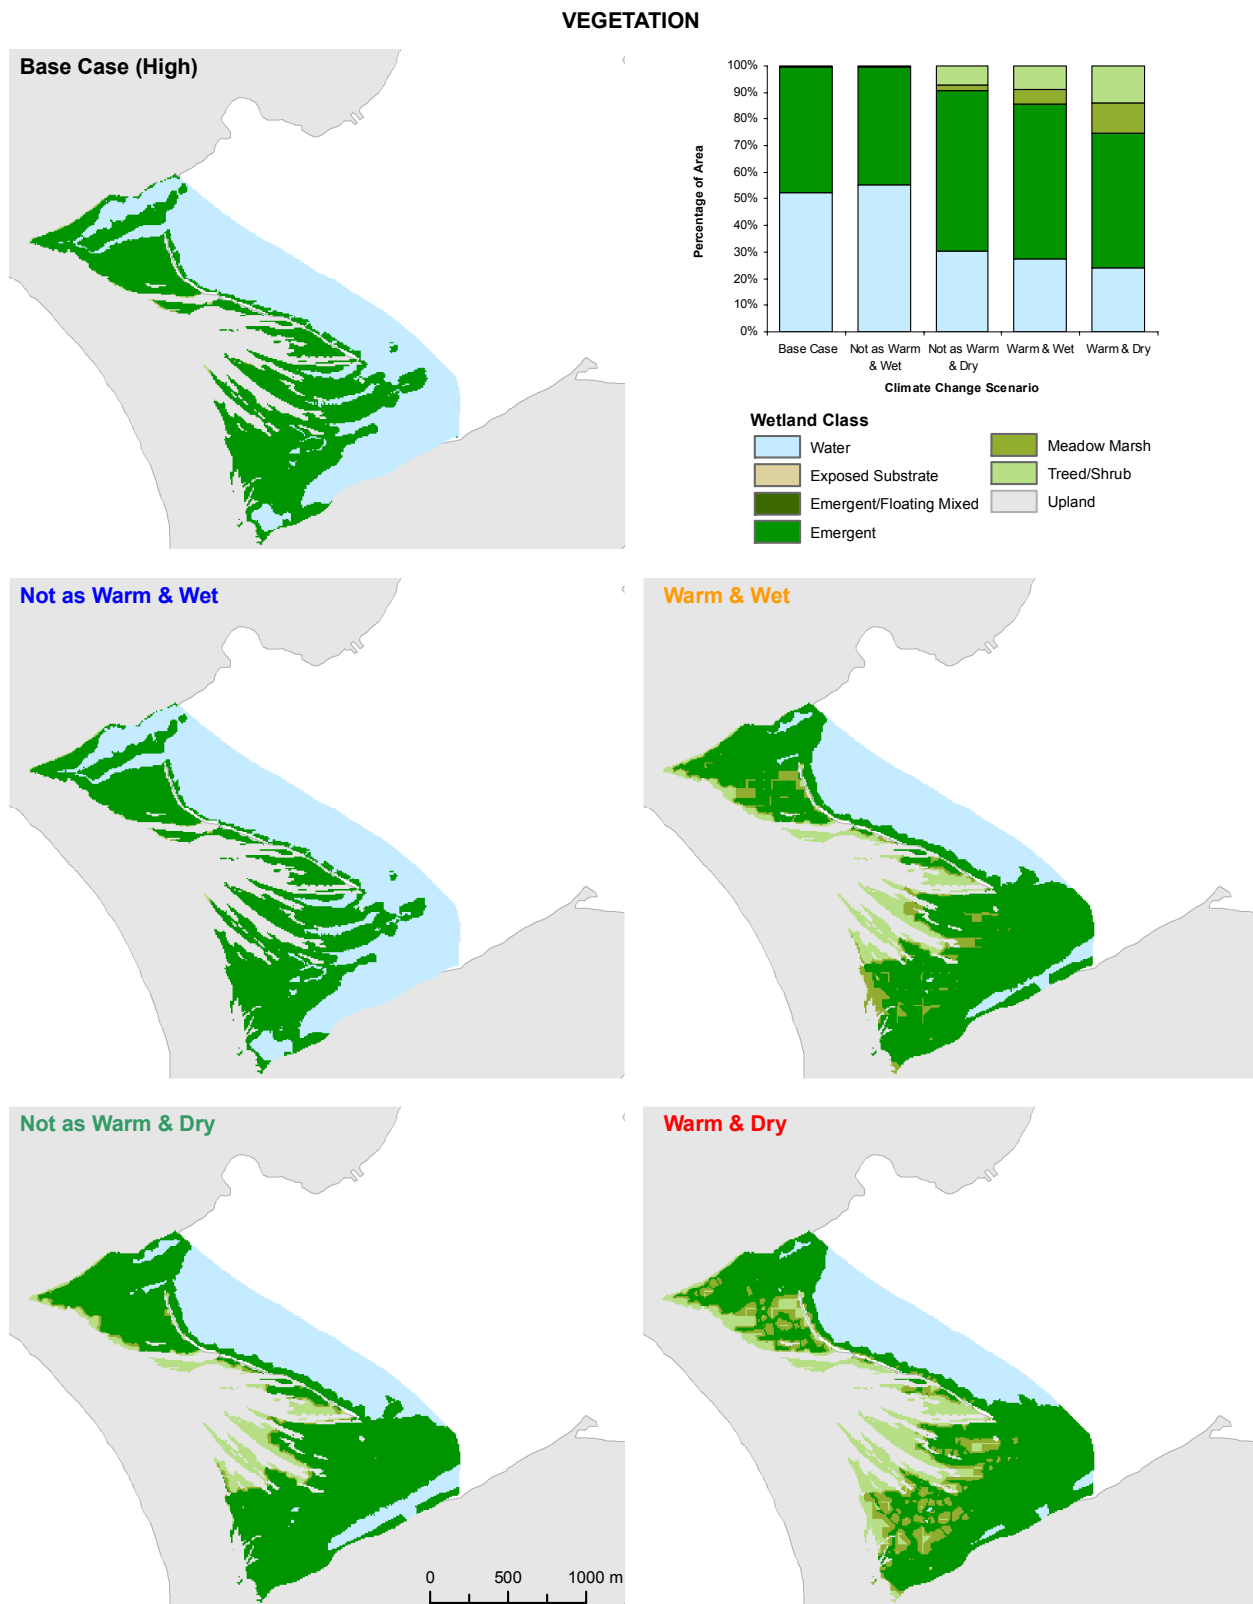 VEGETATION
Base Case (High)
100%
90%
80%
70%
60%
50%
40%
30%
20%
10%
0%
Percentage of Area
Base Case
Not as Warm & Wet
Not as Warm & Dry
Warm & Wet
Warm & Dry
Climate Change Scenario
Wetland Class
Water
Exposed Substrate
Emergent/Floating Mixed
Emergent
Meadow Marsh
Treed/Shrub
Upland
Not as Warm & Wet
Warm & Wet
Not as Warm & Dry
Warm & Dry
0 500 1000 m